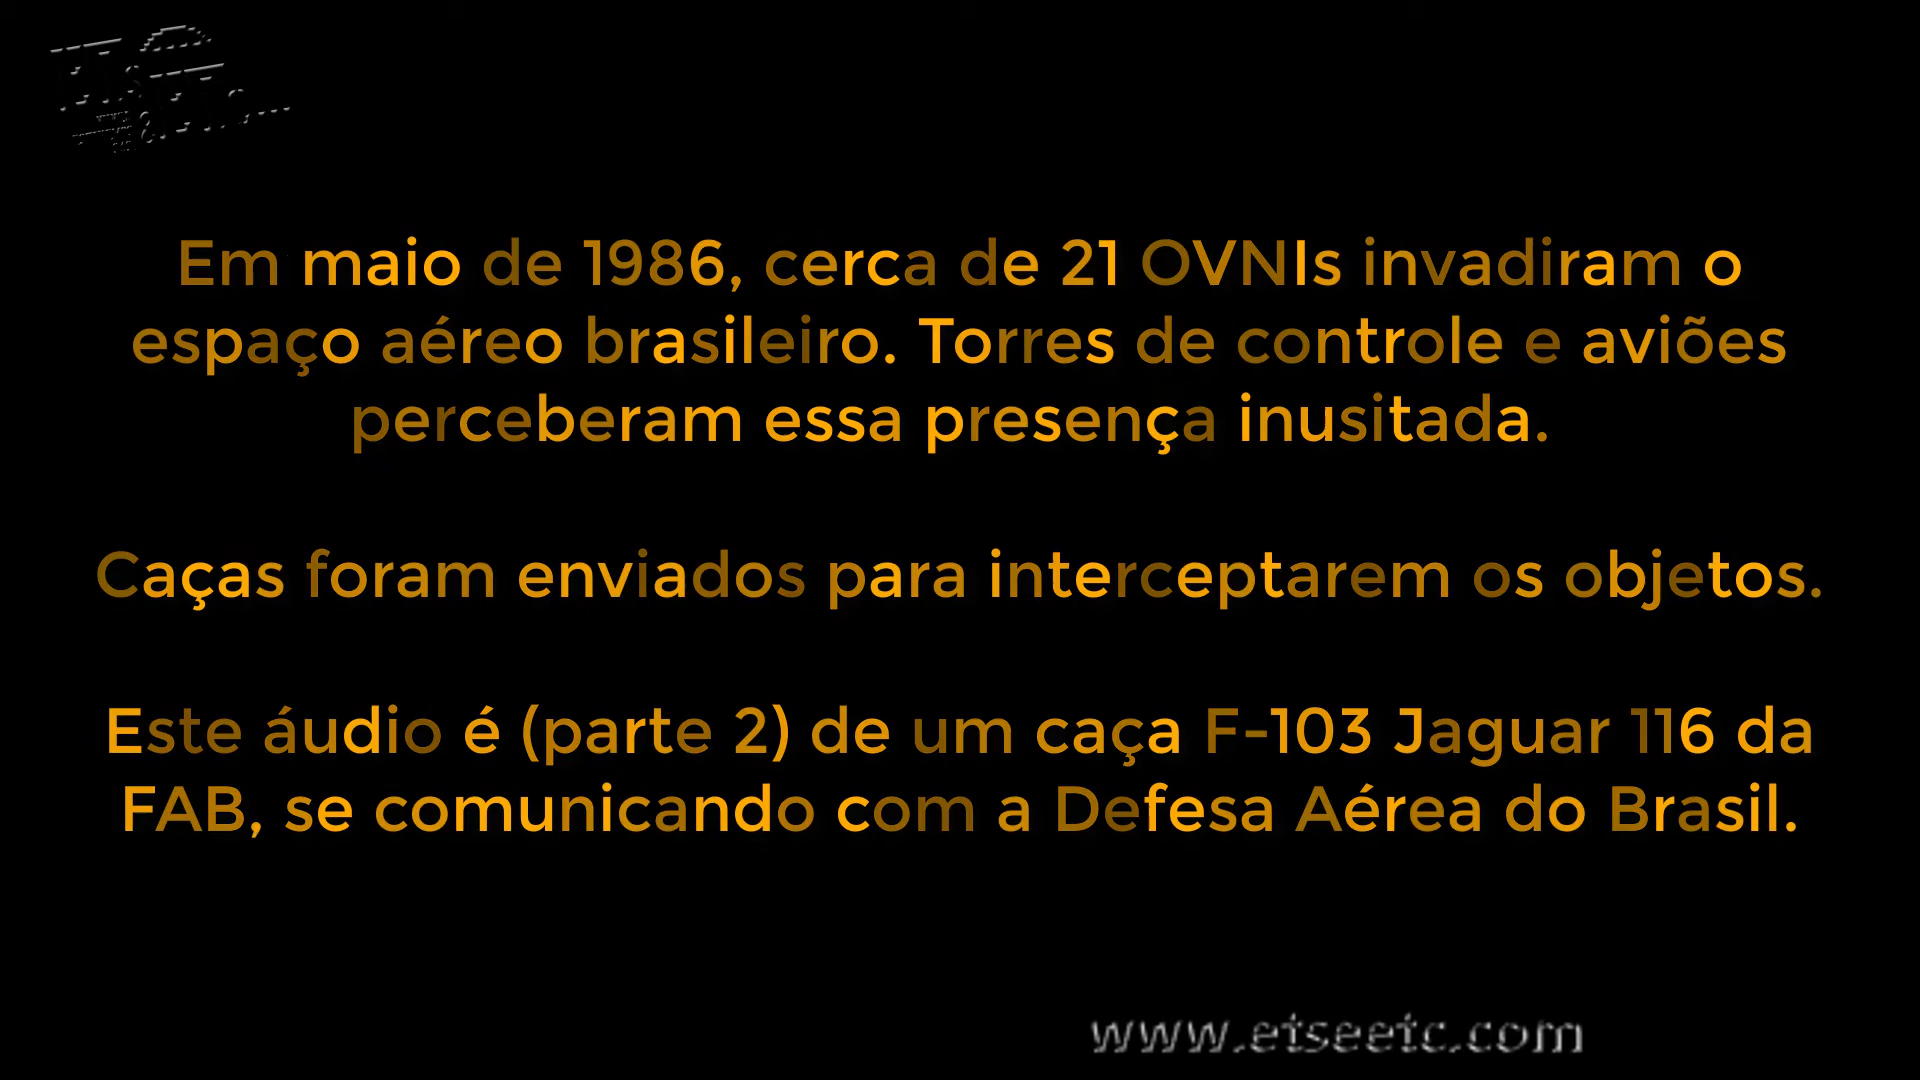 Em maio de 1986, cerca de 21 OVNIs invadiram o
espaço aéreo brasileiro. Torres de controle e aviões
perceberam essa presença inusitada.
Caças foram enviados para interceptarem os objetos.
Este áudio é (parte 2) de um caça F-103 Jaguar 116 da
FAB, se comunicando com a Defesa Aérea do Brasil.
www.etseetc.com